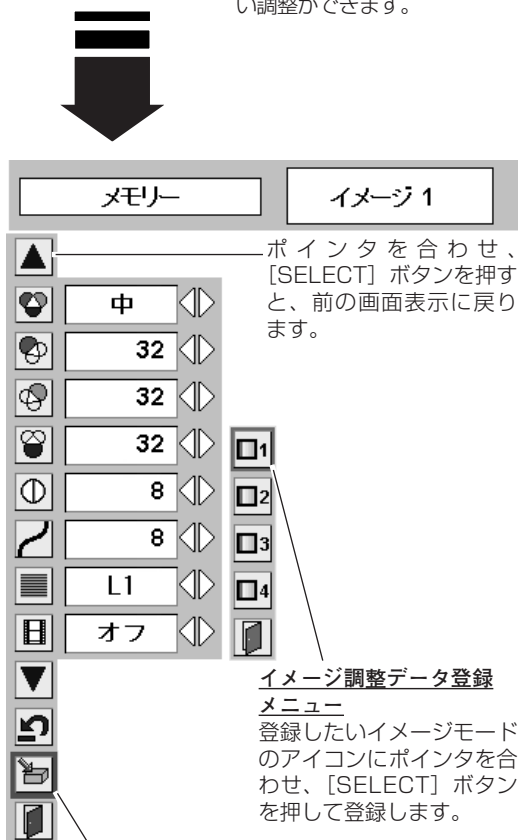 い調整ができます。
メモリー
イメージ 1
ポインタを合わせ、
［SELECT］ボタンを押す
と、前の画面表示に戻り
ます。
中
32
32
32
8
8
L1
オフ
1
2
3
4
イメージ調整データ登録
メニュー
登録したいイメージモード
のアイコンにポインタを合
わせ、［SELECT］ボタン
を押して登録します。